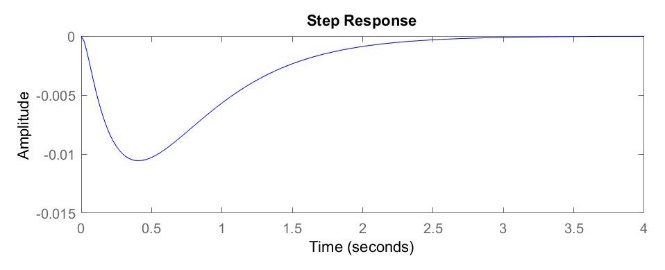 Step Response
Amplitude
0
-0.005
-0.01
-0.015
0 0.5 1 1.5 2 2.5 3 3.5 4
Time (seconds)